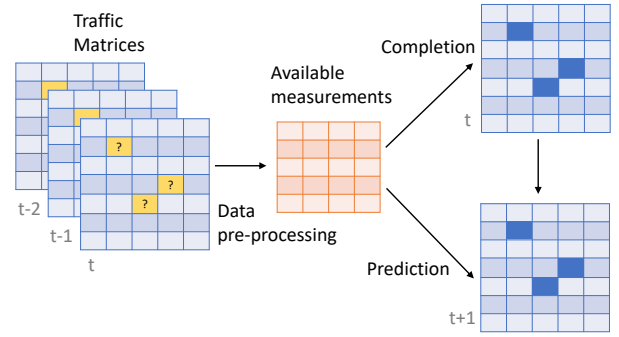 Traffic
Matrices
?
?
?
t-2
t-1
t
Data
pre-processing
Available
measurements
Completion
t
Prediction
t+1